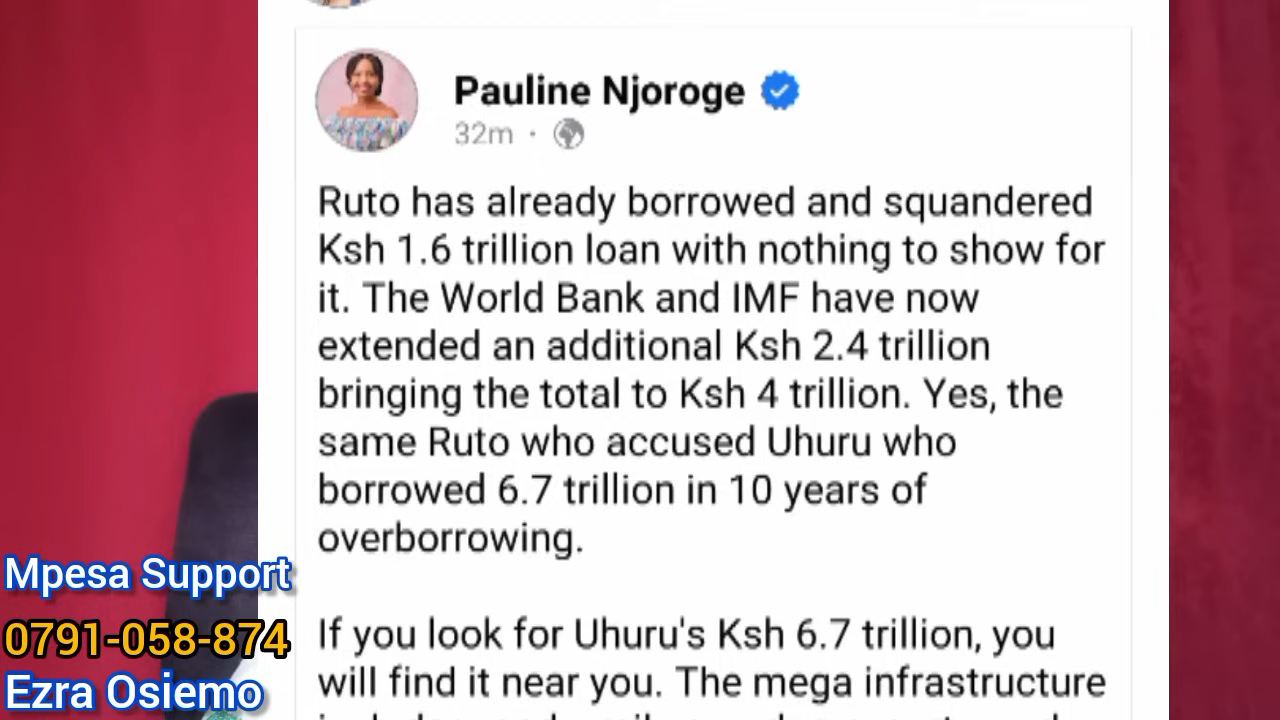 Pauline Njoroge
32m ·
Ruto has already borrowed and squandered
Ksh 1.6 trillion loan with nothing to show for
it. The World Bank and IMF have now
extended an additional Ksh 2.4 trillion
bringing the total to Ksh 4 trillion. Yes, the
same Ruto who accused Uhuru who
borrowed 6.7 trillion in 10 years of
overborrowing.
If you look for Uhuru's Ksh 6.7 trillion, you
will find it near you. The mega infrastructure
Mpesa Support
0791-058-874
Ezra Osiemo